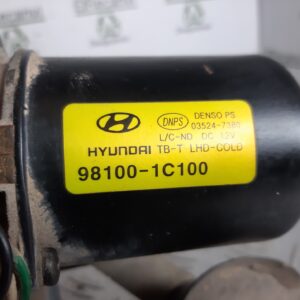 DNPS
DENSO PS
03524-7380
L/C-ND DC 12V
HYUNDAI TB-T LHD-COLD
98100-1C100